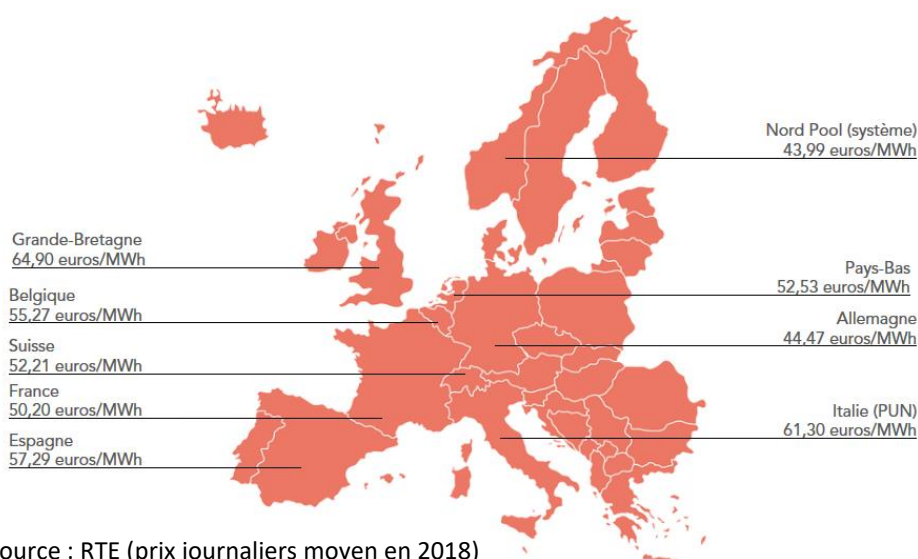 Nord Pool (système)
43,99 euros/MWh
Grande-Bretagne
64,90 euros/MWh
Pays-Bas
52,53 euros/MWh
Belgique
55,27 euros/MWh
Allemagne
44,47 euros/MWh
Suisse
52,21 euros/MWh
France
50,20 euros/MWh
Italie (PUN)
61,30 euros/MWh
Espagne
57,29 euros/MWh
ource : RTE (prix journaliers moyen en 2018)